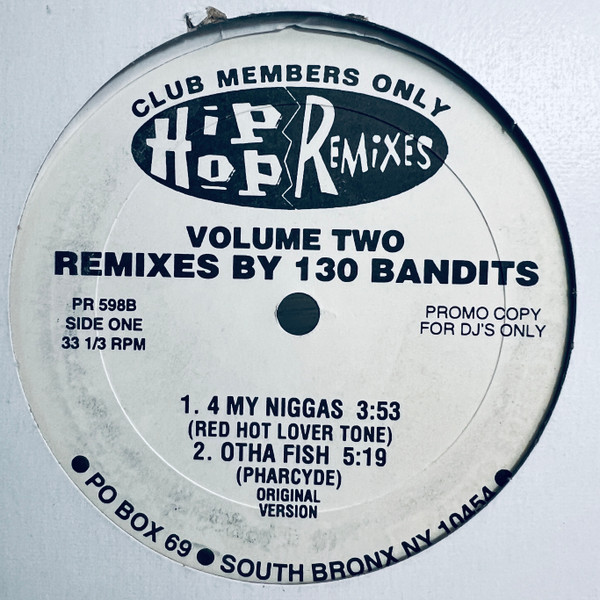 CLUB MEMBERS ONLY
HiP HOP REMiXES
VOLUME TWO
REMIXES BY 130 BANDITS
PR 598B
SIDE ONE
33 1/3 RPM
PROMO COPY
FOR DJ'S ONLY
1. 4 MY NIGGAS 3:53
(RED HOT LOVER TONE)
2. OTHA FISH 5:19
(PHARCYDE)
ORIGINAL
VERSION
● PO BOX 69 ● SOUTH BRONX NY 10454 ●